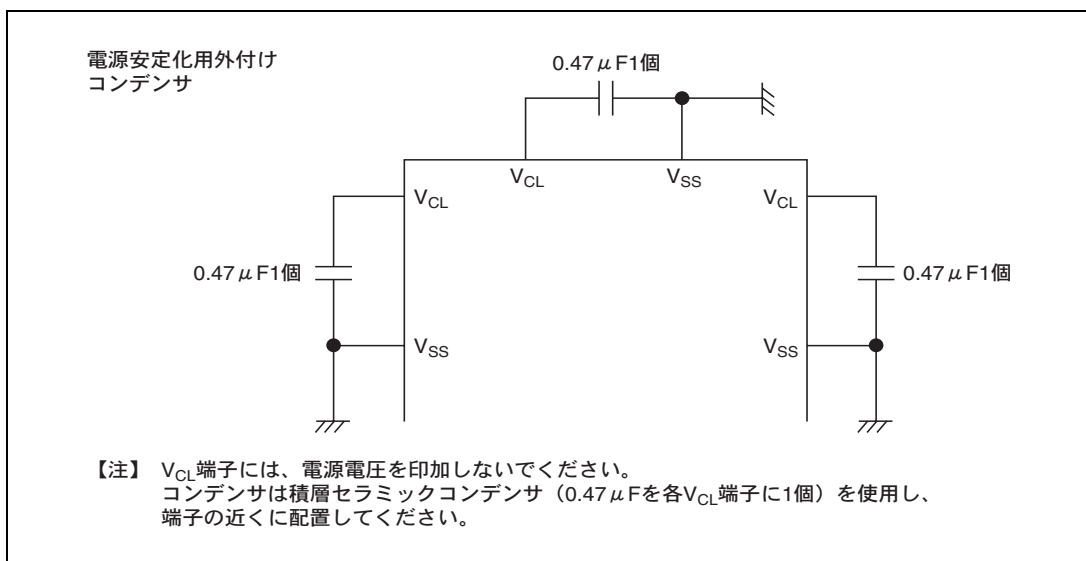 電源安定化用外付け
コンデンサ
0.47μF1個
VCL
VSS
VCL
VCL
0.47μF1個
0.47μF1個
VSS
VSS
【注】 VCL端子には、電源電圧を印加しないでください。
コンデンサは積層セラミックコンデンサ（0.47μFを各VCL端子に1個）を使用し、
端子の近くに配置してください。